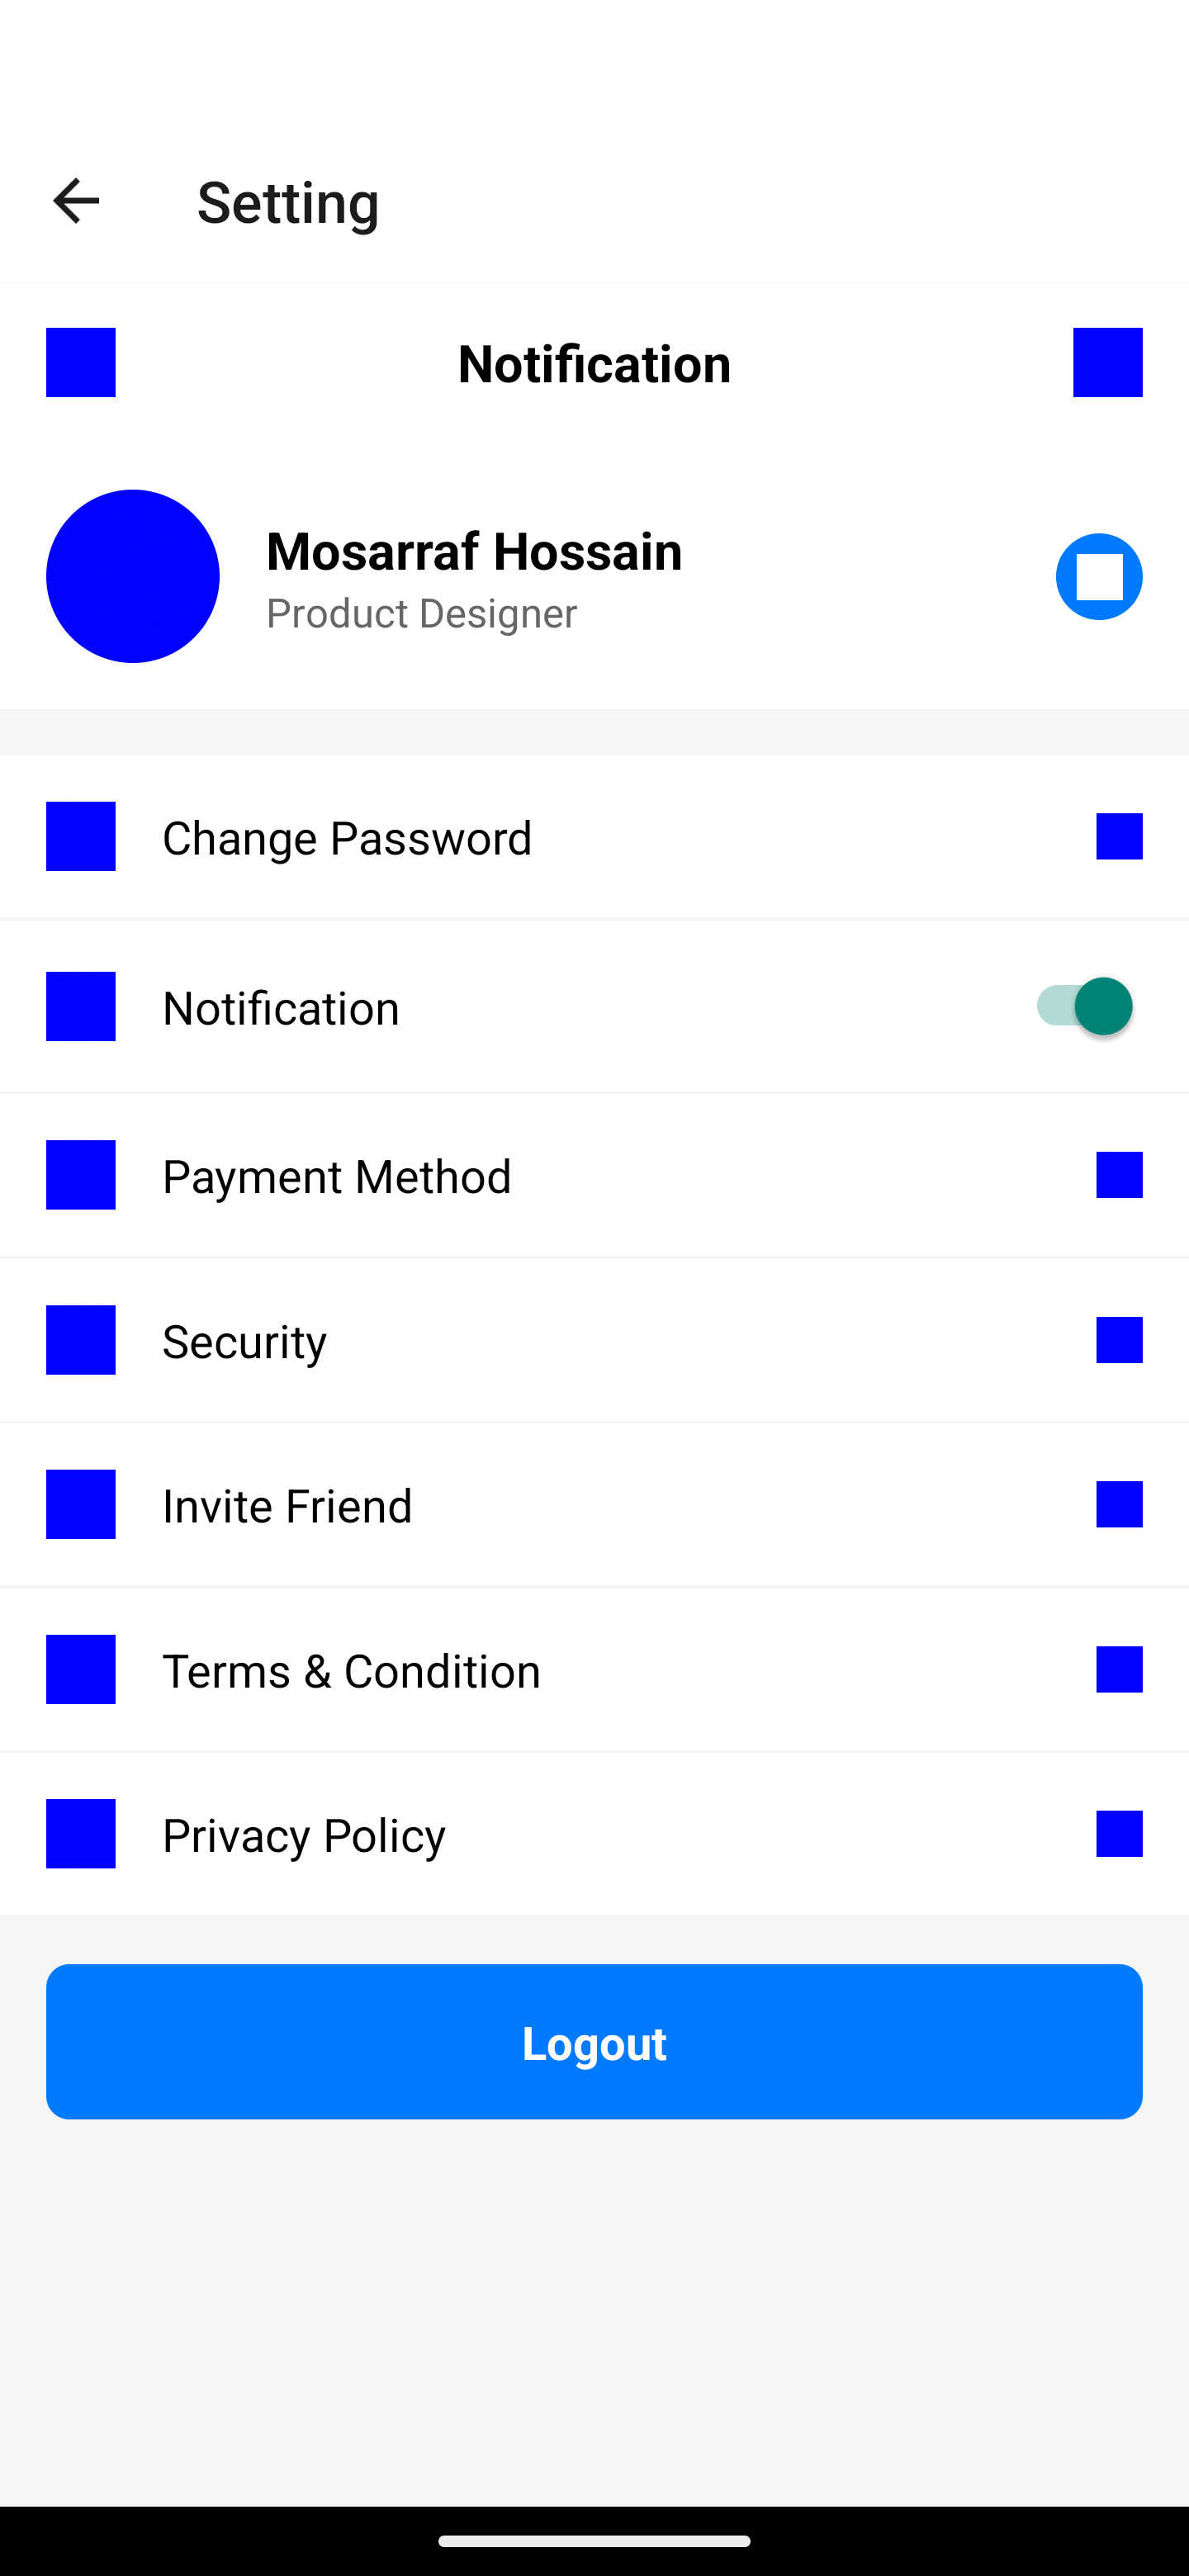 Setting
Notification
Mosarraf Hossain
Product Designer
Change Password
Notification
Payment Method
Security
Invite Friend
Terms & Condition
Privacy Policy
Logout